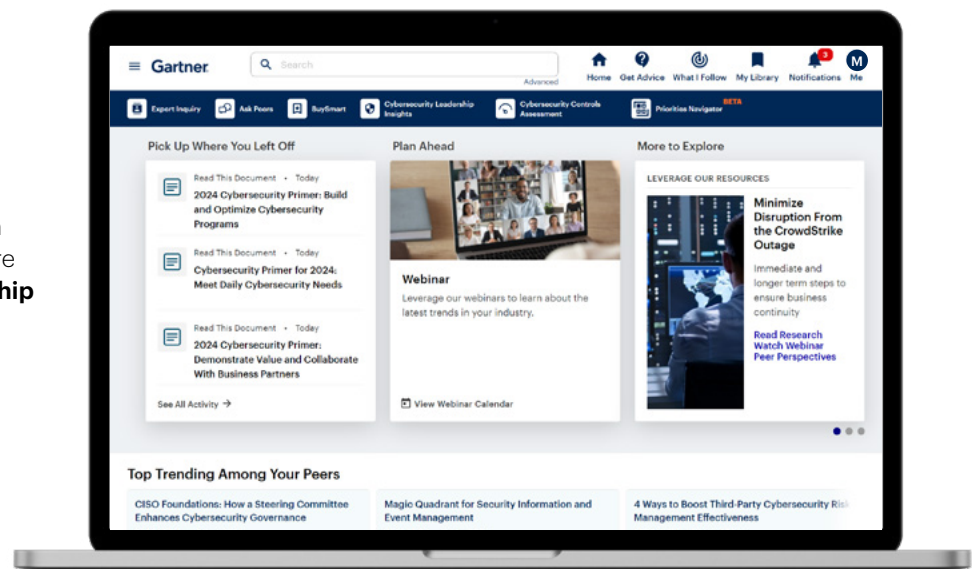 re
hip
Gartner
Search
Advanced
Home
Get Advice
What I Follow
My Library
3
Notifications
M
Me
Expert Inquiry
Ask Peers
BuySmart
Cybersecurity Leadership
Insights
Cybersecurity Controls
Assessment
Priorities Navigator
BETA
Pick Up Where You Left Off
Read This Document • Today
2024 Cybersecurity Primer: Build
and Optimize Cybersecurity
Programs
Read This Document • Today
Cybersecurity Primer for 2024:
Meet Daily Cybersecurity Needs
Read This Document • Today
2024 Cybersecurity Primer:
Demonstrate Value and Collaborate
With Business Partners
See All Activity →
Plan Ahead
Webinar
Leverage our webinars to learn about the
latest trends in your industry.
View Webinar Calendar
More to Explore
LEVERAGE OUR RESOURCES
Minimize
Disruption From
the CrowdStrike
Outage
Immediate and
longer term steps to
ensure business
continuity
Read Research
Watch Webinar
Peer Perspectives
Top Trending Among Your Peers
CISO Foundations: How a Steering Committee
Enhances Cybersecurity Governance
Magic Quadrant for Security Information and
Event Management
4 Ways to Boost Third-Party Cybersecurity Risk
Management Effectiveness